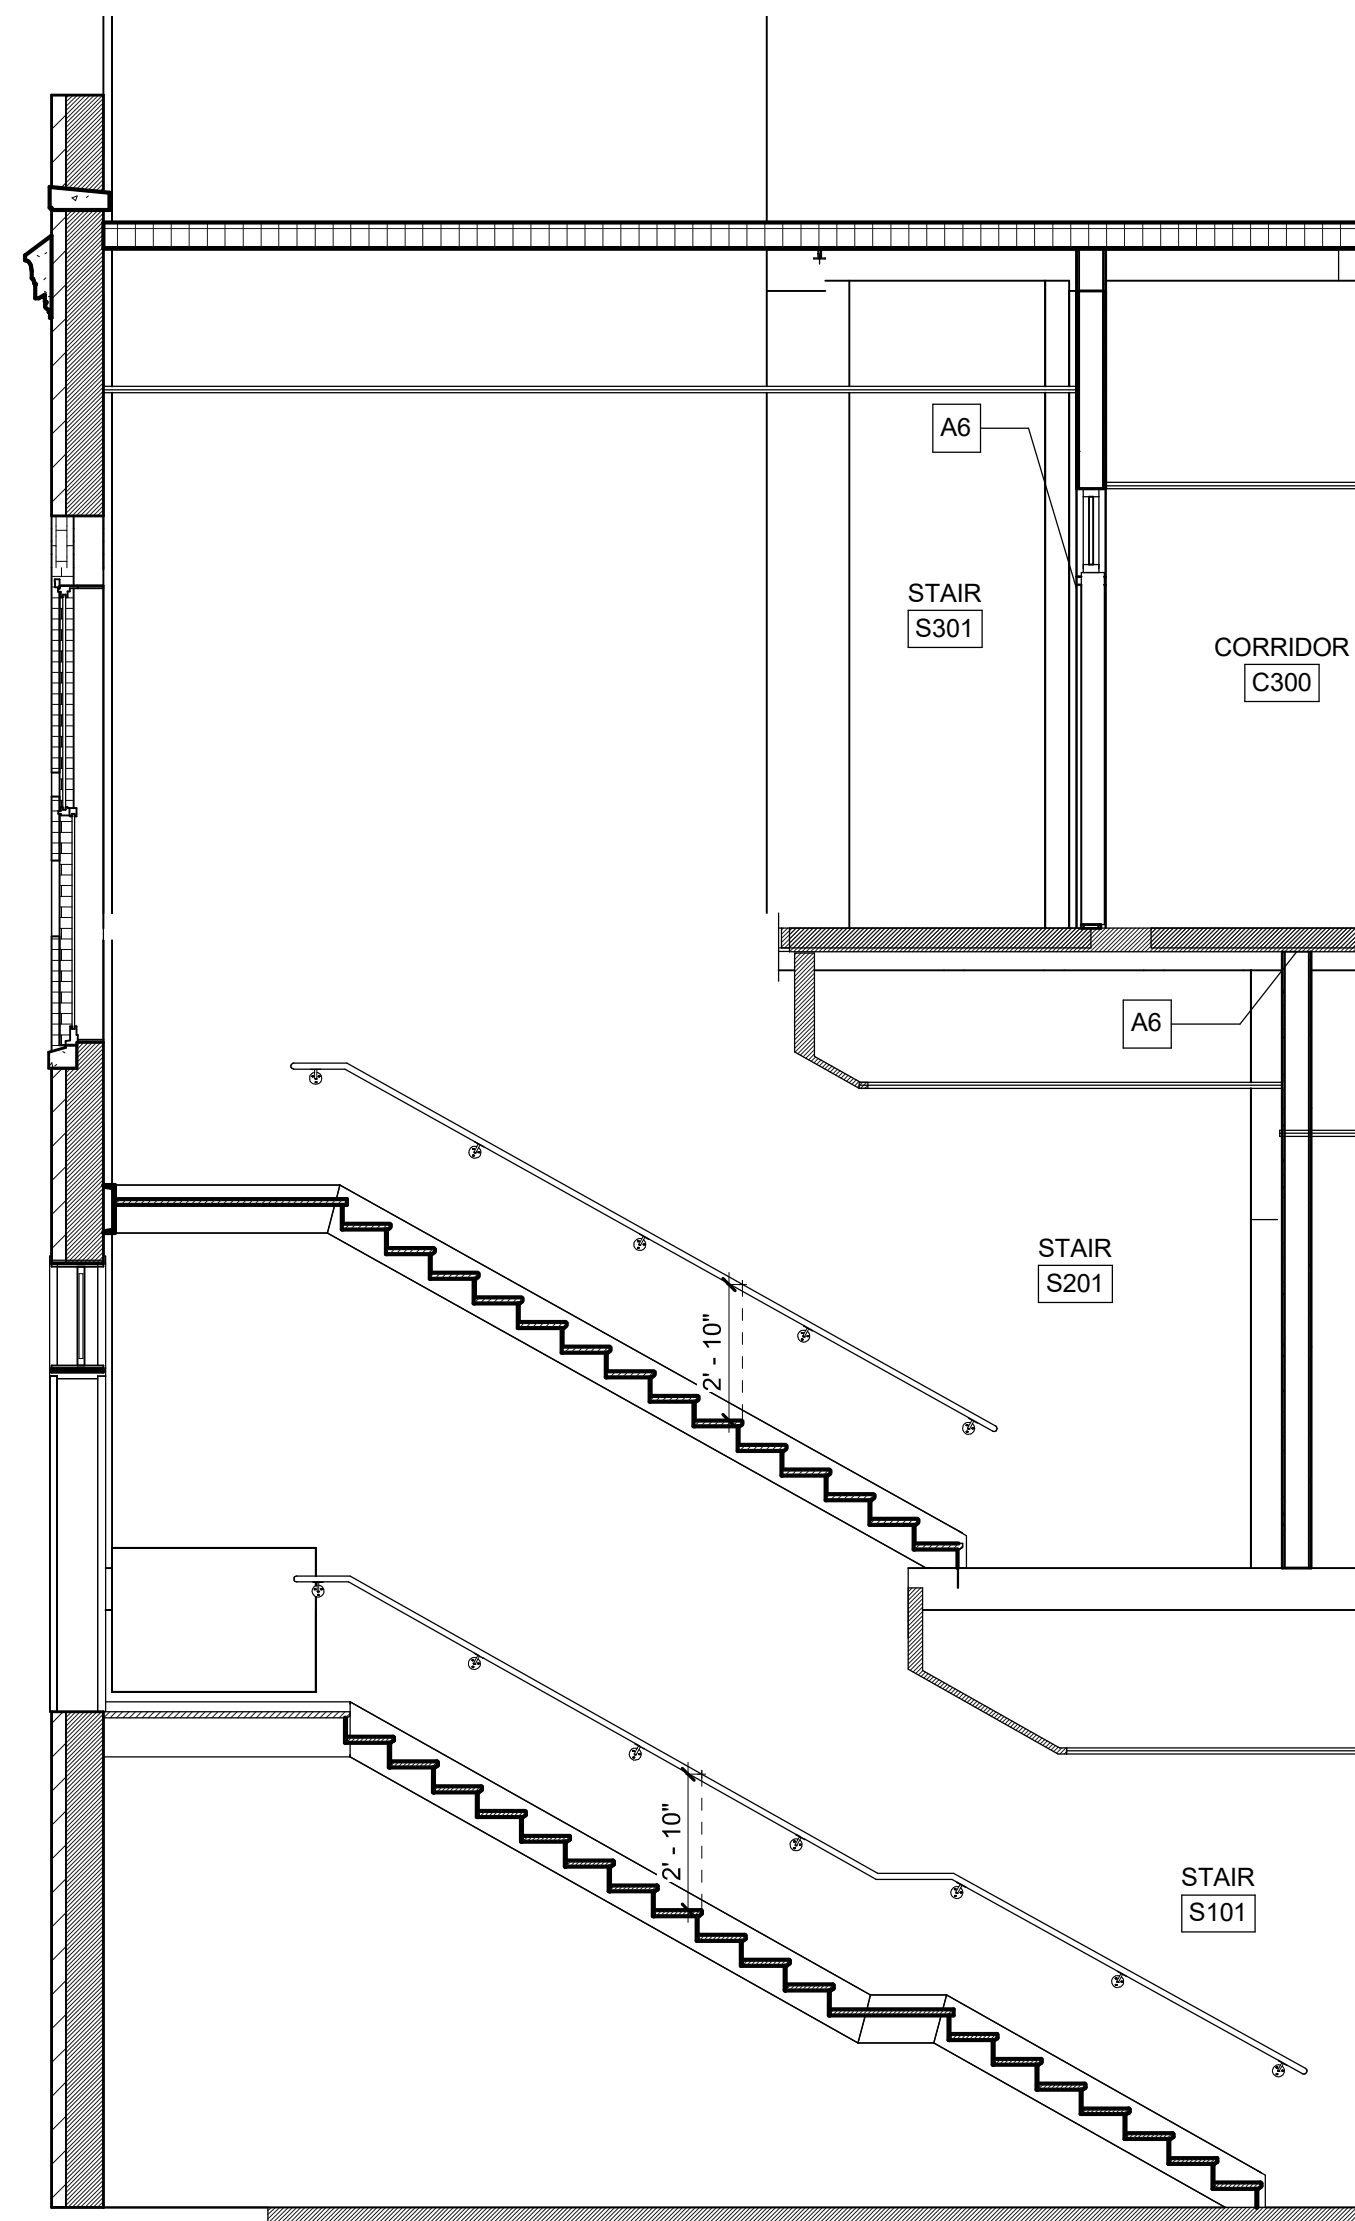 A6
STAIR
S301
CORRIDOR
C300
A6
STAIR
S201
2' - 10"
2' - 10"
STAIR
S101